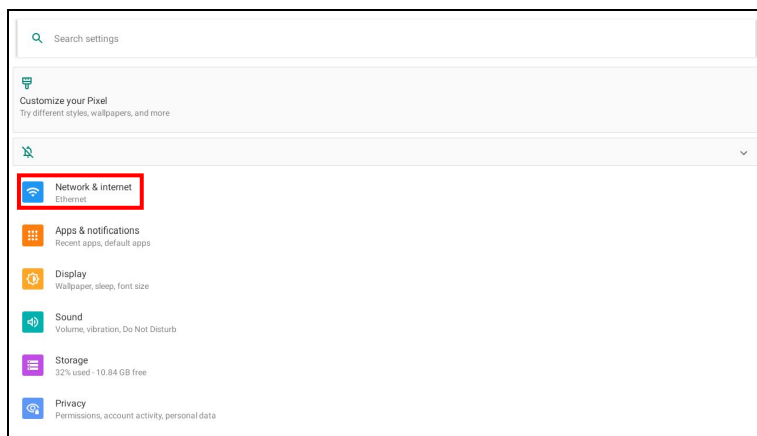 Search settings
Customize your Pixel
Try different styles, wallpapers, and more
Network & internet
Ethernet
Apps & notifications
Recent apps, default apps
Display
Wallpaper, sleep, font size
Sound
Volume, vibration, Do Not Disturb
Storage
32% used - 10.84 GB free
Privacy
Permissions, account activity, personal data